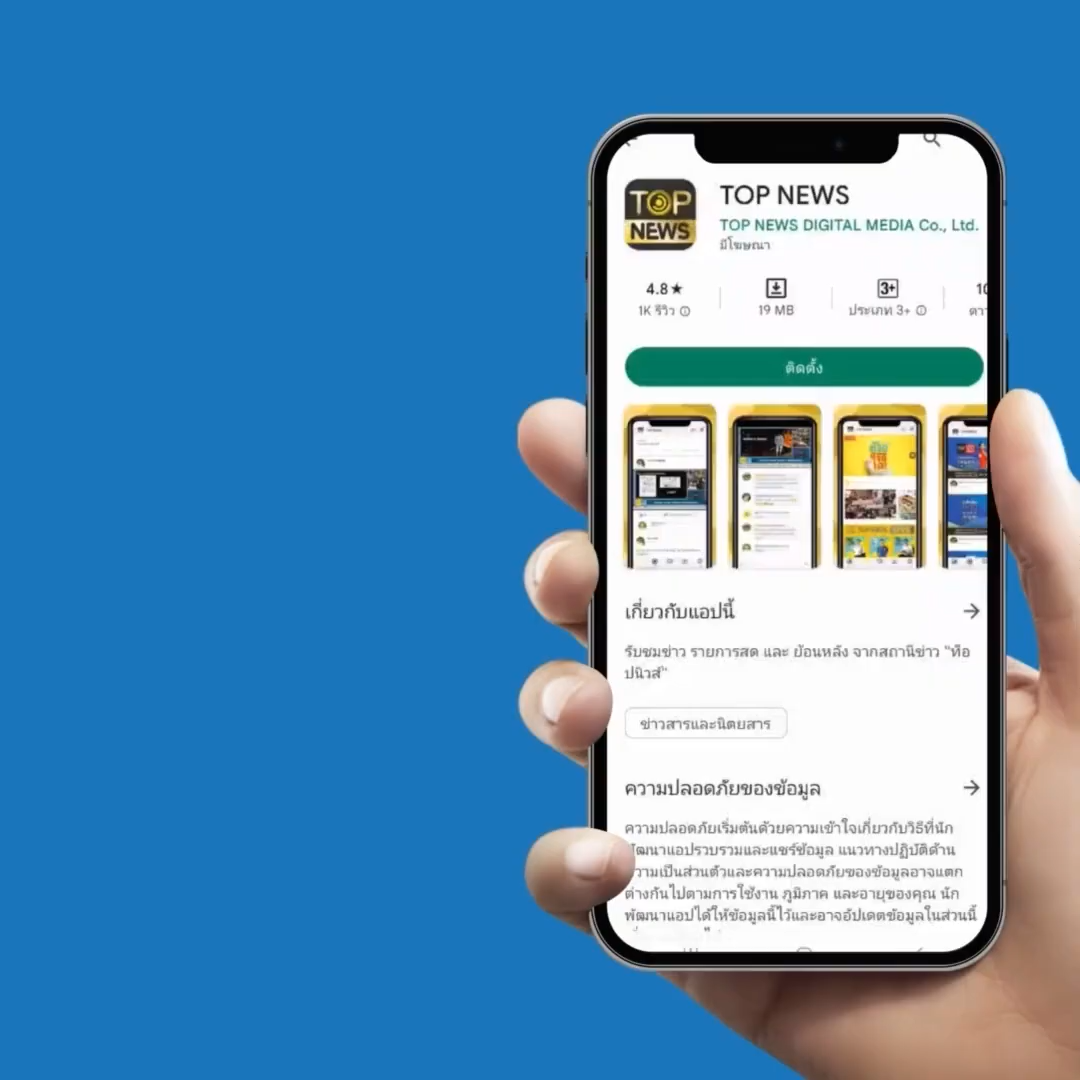 TOP NEWS
TOP NEWS
TOP NEWS DIGITAL MEDIA Co., Ltd.
มีโฆษณา
4.8★
1K รีวิว
19 MB
3+
ประเภท 3+
10
ติดตั้ง
เกี่ยวกับแอปนี้
รับชมข่าว รายการสด และ ย้อนหลัง จากสถานีข่าว "ท็อ
ปนิวส์"
ข่าวสารและนิตยสาร
ความปลอดภัยของข้อมูล
ความปลอดภัยเริ่มต้นด้วยความเข้าใจเกี่ยวกับวิธีที่นัก
พัฒนาแอปรวบรวมและแชร์ข้อมูล แนวทางปฏิบัติด้าน
ความเป็นส่วนตัวและความปลอดภัยของข้อมูลอาจแตก
ต่างกันไปตามการใช้งาน ภูมิภาค และอายุของคุณ นัก
พัฒนาแอปได้ให้ข้อมูลนี้ไว้และอาจอัปเดตข้อมูลในส่วนนี้